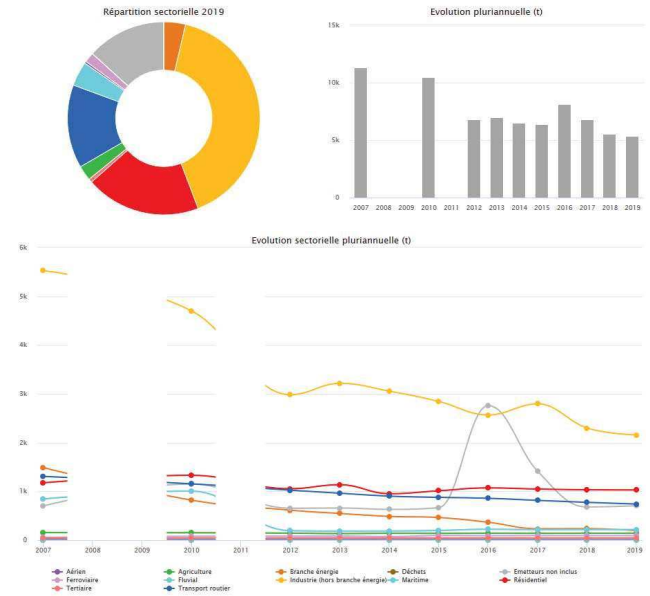 Répartition sectorielle 2019
Evolution pluriannuelle (t)
15k
10k
5k
0
2007 2008 2009 2010 2011 2012 2013 2014 2015 2016 2017 2018 2019
Evolution sectorielle pluriannuelle (t)
6k
5k
4k
3k
2k
1k
0
2007 2008 2009 2010 2011 2012 2013 2014 2015 2016 2017 2018 2019
Aérien Agriculture Branche énergie Déchets Emetteurs non inclus
Ferroviaire Fluvial Industrie (hors branche énergie) Maritime Résidentiel
Tertiaire Transport routier